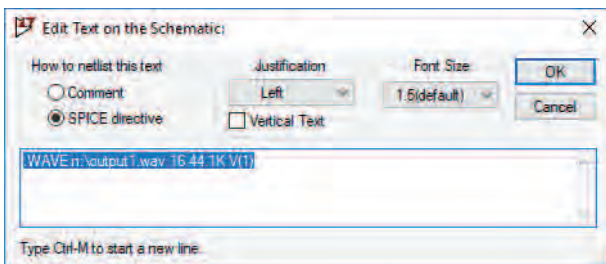 Edit Text on the Schematic:
How to netlist this text
Comment
SPICE directive
Justification
Left
Vertical Text
Font Size
1.5(default)
OK
Cancel
.WAVE n:\output1.wav 16 44.1K V(1)
Type Ctrl-M to start a new line.